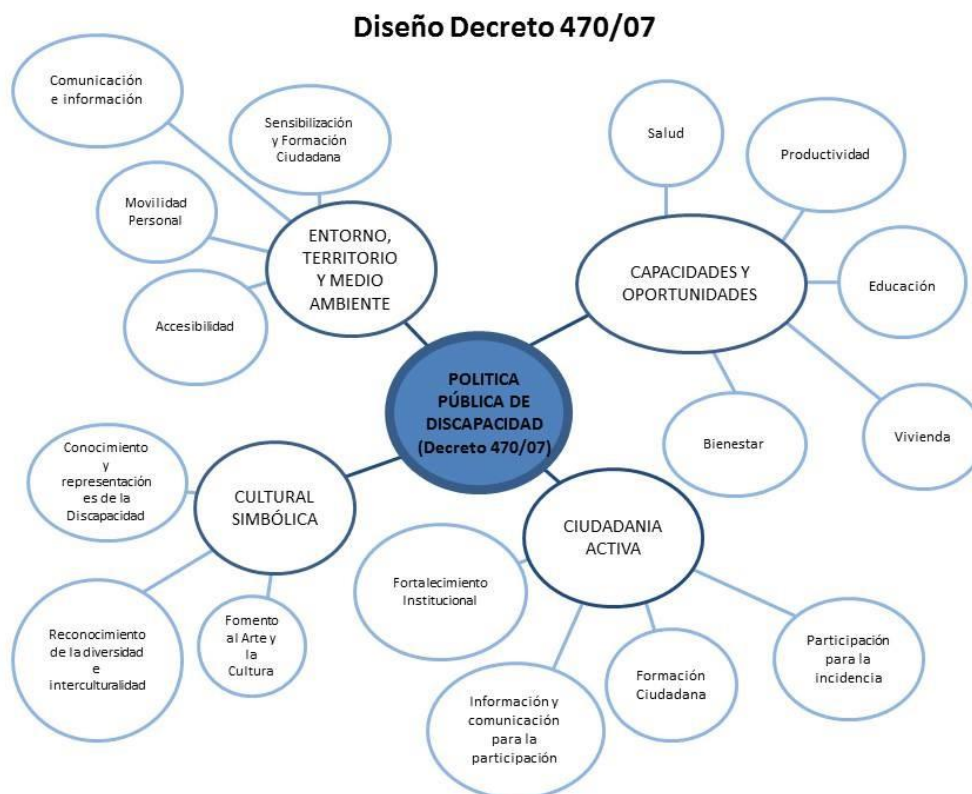 Diseño Decreto 470/07
Comunicación
e información
Sensibilización
y Formación
Ciudadana
Movilidad
Personal
Accesibilidad
ENTORNO,
TERRITORIO
Y MEDIO
AMBIENTE
Salud
Productividad
Educación
Vivienda
Bienestar
CAPACIDADES Y
OPORTUNIDADES
POLITICA
PÚBLICA DE
DISCAPACIDAD
(Decreto 470/07)
Conocimiento
y
representación
es de la
Discapacidad
CULTURAL
SIMBÓLICA
Reconocimiento
de la diversidad
e
interculturalidad
Fomento
al Arte y
la
Cultura
CIUDADANIA
ACTIVA
Fortalecimiento
Institucional
Información y
comunicación
para la
participación
Formación
Ciudadana
Participación
para la
incidencia